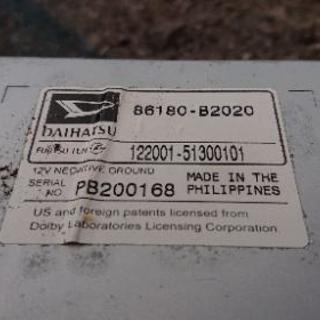 86180-B2020
DAIHATSU
FUJITSU TEN 122001-51300101
12V NEGATIVE GROUND
SERIAL NO. PB200168
MADE IN THE PHILIPPINES
US and foreign patents licensed from
Dolby Laboratories Licensing Corporation.